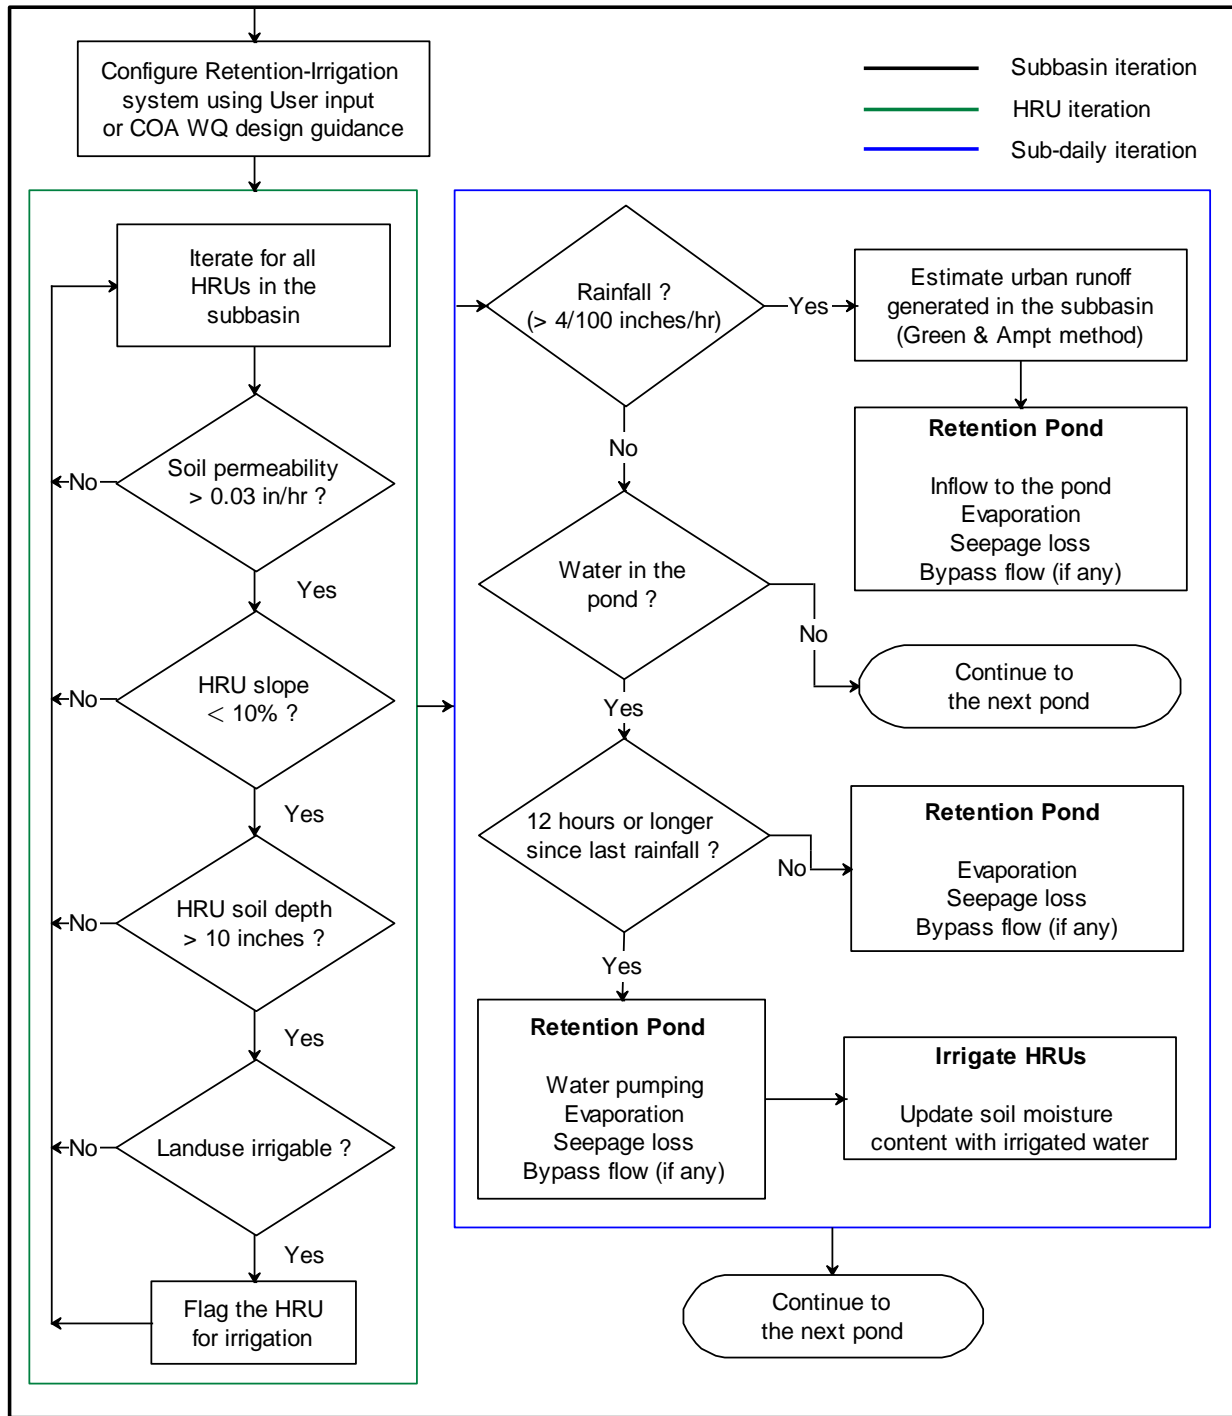 Configure Retention-Irrigation
system using User input
or COA WQ design guidance
Subbasin iteration
HRU iteration
Sub-daily iteration
Iterate for all
HRUs in the
subbasin
Soil permeability
> 0.03 in/hr ?
No
Yes
HRU slope
< 10% ?
No
Yes
HRU soil depth
> 10 inches ?
No
Yes
Landuse irrigable ?
No
Yes
Flag the HRU
for irrigation
Rainfall ?
(> 4/100 inches/hr)
Yes
Estimate urban runoff
generated in the subbasin
(Green & Ampt method)
Retention Pond
Inflow to the pond
Evaporation
Seepage loss
Bypass flow (if any)
No
Water in the
pond ?
No
Continue to
the next pond
Yes
12 hours or longer
since last rainfall ?
No
Retention Pond
Evaporation
Seepage loss
Bypass flow (if any)
Yes
Retention Pond
Water pumping
Evaporation
Seepage loss
Bypass flow (if any)
Irrigate HRUs
Update soil moisture
content with irrigated water
Continue to
the next pond